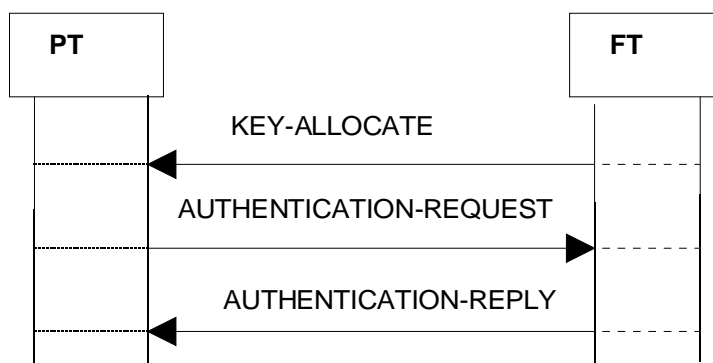 PT
FT
KEY-ALLOCATE
AUTHENTICATION-REQUEST
AUTHENTICATION-REPLY